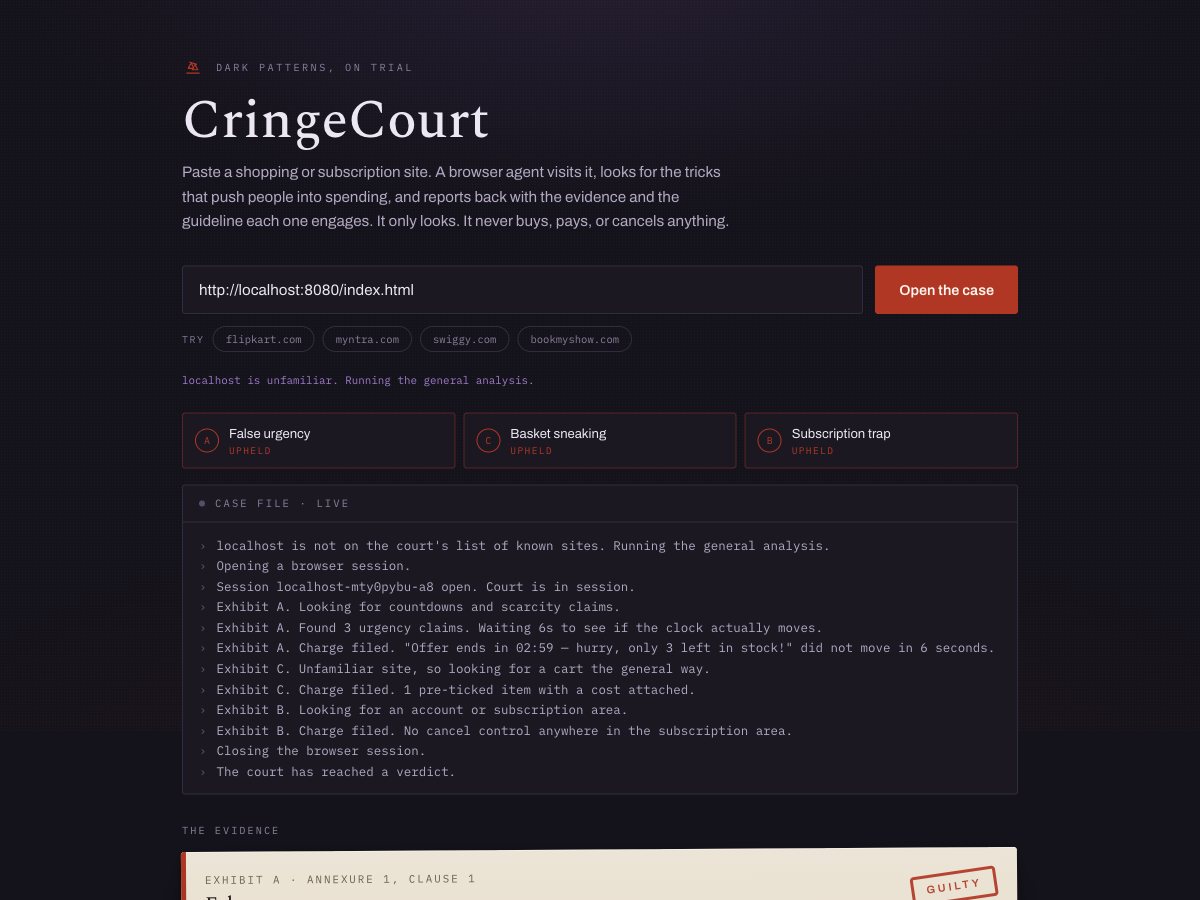 DARK PATTERNS, ON TRIAL
CringeCourt
Paste a shopping or subscription site. A browser agent visits it, looks for the tricks
that push people into spending, and reports back with the evidence and the
guideline each one engages. It only looks. It never buys, pays, or cancels anything.
http://localhost:8080/index.html
Open the case
TRY flipkart.com myntra.com swiggy.com bookmyshow.com
localhost is unfamiliar. Running the general analysis.
A False urgency UPHELD
C Basket sneaking UPHELD
B Subscription trap UPHELD
CASE FILE · LIVE
› localhost is not on the court's list of known sites. Running the general analysis.
› Opening a browser session.
› Session localhost-mty0pybu-a8 open. Court is in session.
› Exhibit A. Looking for countdowns and scarcity claims.
› Exhibit A. Found 3 urgency claims. Waiting 6s to see if the clock actually moves.
› Exhibit A. Charge filed. "Offer ends in 02:59 — hurry, only 3 left in stock!" did not move in 6 seconds.
› Exhibit C. Unfamiliar site, so looking for a cart the general way.
› Exhibit C. Charge filed. 1 pre-ticked item with a cost attached.
› Exhibit B. Looking for an account or subscription area.
› Exhibit B. Charge filed. No cancel control anywhere in the subscription area.
› Closing the browser session.
› The court has reached a verdict.
THE EVIDENCE
EXHIBIT A · ANNEXURE 1, CLAUSE 1
GUILTY